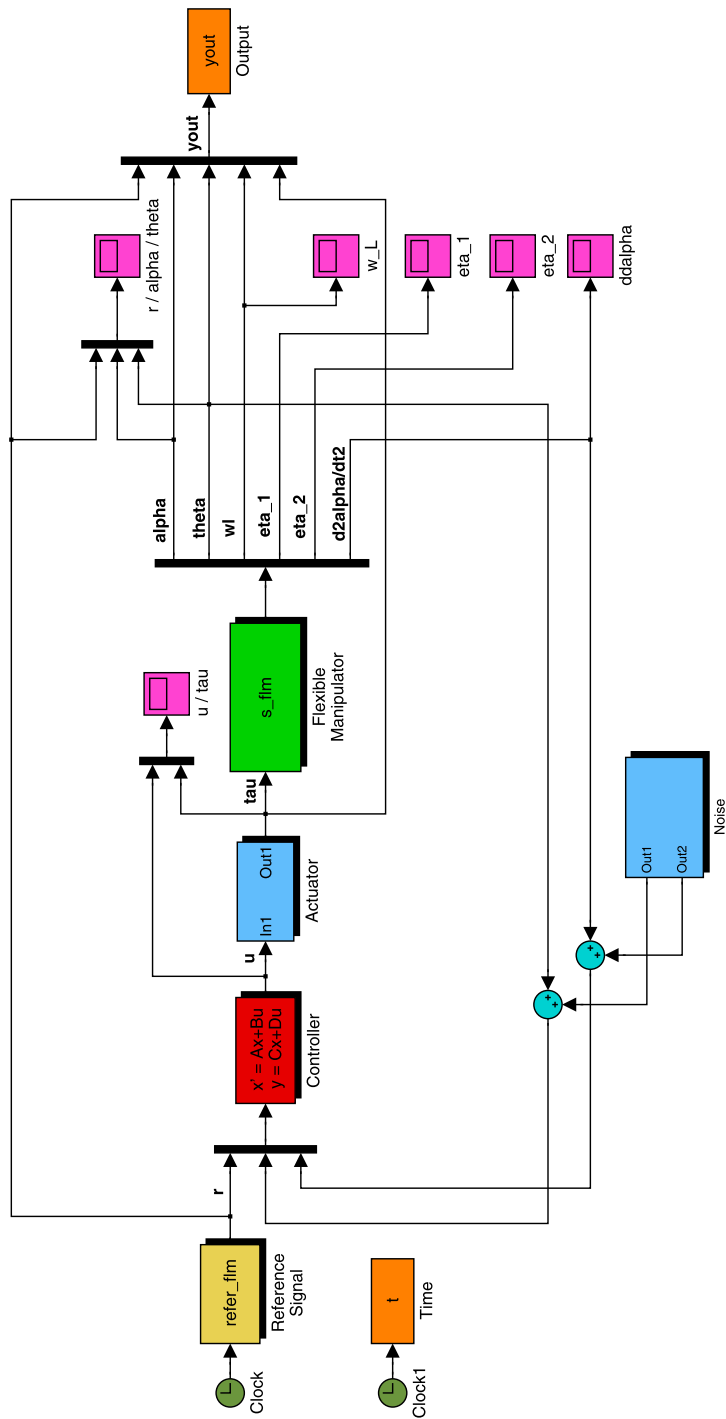 Clock
refer_flm
Reference
Signal
r
x' = Ax+Bu
y = Cx+Du
Controller
u
In1
Out1
Actuator
tau
u / tau
s_flm
Flexible
Manipulator
alpha
theta
wl
eta_1
eta_2
d2alpha/dt2
r / alpha / theta
w_L
eta_1
eta_2
ddalpha
yout
yout
Output
Clock1
t
Time
+
+
+
+
Out1
Out2
Noise